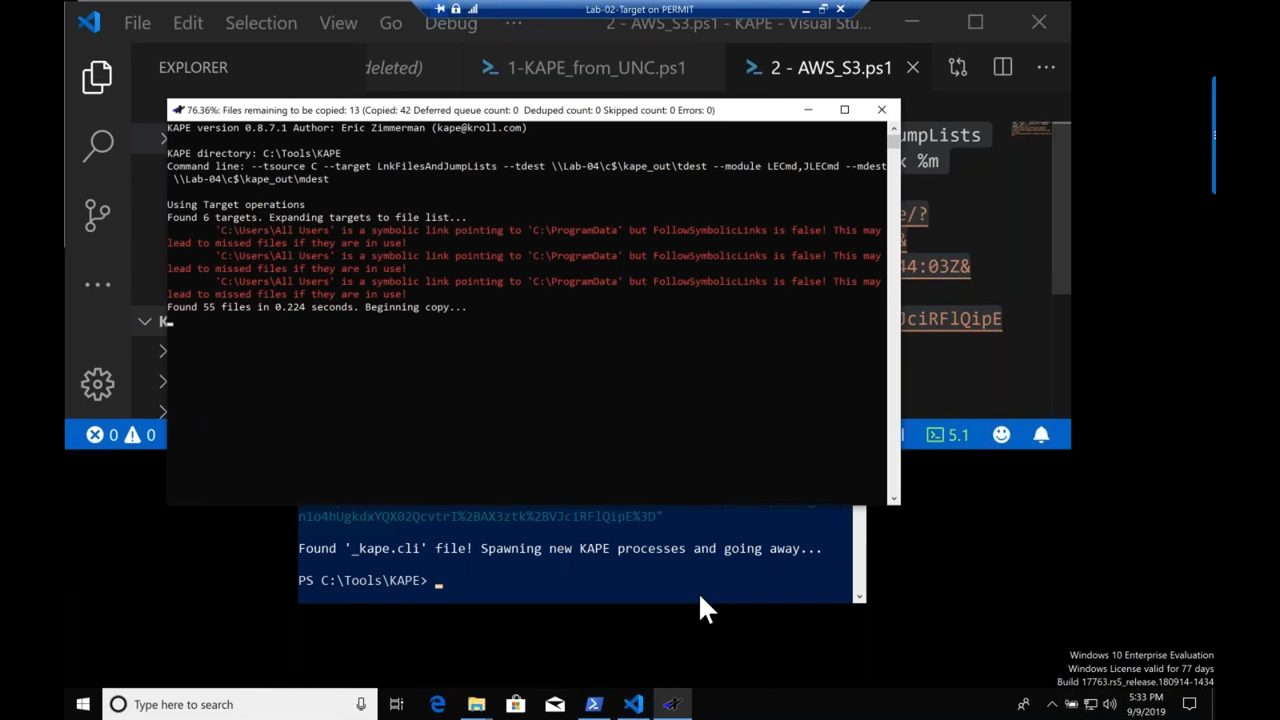 Lab-02-Target on PERMIT
File Edit Selection View Go Debug ... 2 - AWS_S3.ps1 - KAPE - Visual Stu...
EXPLORER deleted) 1-KAPE_from_UNC.ps1 2 - AWS_S3.ps1
76.36%: Files remaining to be copied: 13 (Copied: 42 Deferred queue count: 0 Deduped count: 0 Skipped count: 0 Errors: 0)
KAPE version 0.8.7.1 Author: Eric Zimmerman (kape@kroll.com)
umpLists
KAPE directory: C:\Tools\KAPE
x %m
Command line: --tsource C --target LnkFilesAndJumpLists --tdest \\Lab-04\c$\kape_out\tdest --module LECmd,JLECmd --mdest
\\Lab-04\c$\kape_out\mdest
Using Target operations
Found 6 targets. Expanding targets to file list...
e/?
&
44:03Z&
JciRFlQipE
'C:\Users\All Users' is a symbolic link pointing to 'C:\ProgramData' but FollowSymbolicLinks is false! This may
lead to missed files if they are in use!
'C:\Users\All Users' is a symbolic link pointing to 'C:\ProgramData' but FollowSymbolicLinks is false! This may
lead to missed files if they are in use!
'C:\Users\All Users' is a symbolic link pointing to 'C:\ProgramData' but FollowSymbolicLinks is false! This may
lead to missed files if they are in use!
Found 55 files in 0.224 seconds. Beginning copy...
K
0 0 5.1
n1o4hUgkdxYQX02QcvtrI%2BAX3ztk%2BVJciRFlQipE%3D"
Found '_kape.cli' file! Spawning new KAPE processes and going away...
PS C:\Tools\KAPE>
Windows 10 Enterprise Evaluation
Windows License valid for 77 days
Build 17763.rs5_release.180914-1434
Type here to search
5:33 PM
9/9/2019